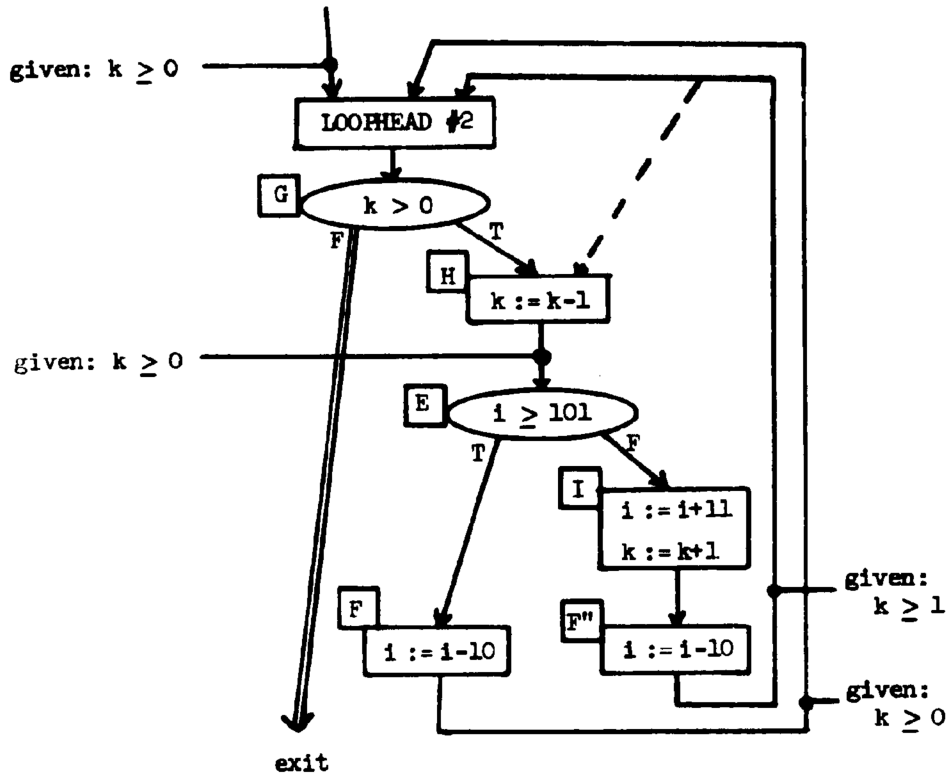 given: k ≥ 0
LOOPHEAD #2
G
k > 0
F
T
H
k := k-1
given: k ≥ 0
E
i ≥ 101
T
F
I
i := i+11
k := k+1
given:
k ≥ 1
F
i := i-10
F"
i := i-10
given:
k ≥ 0
exit